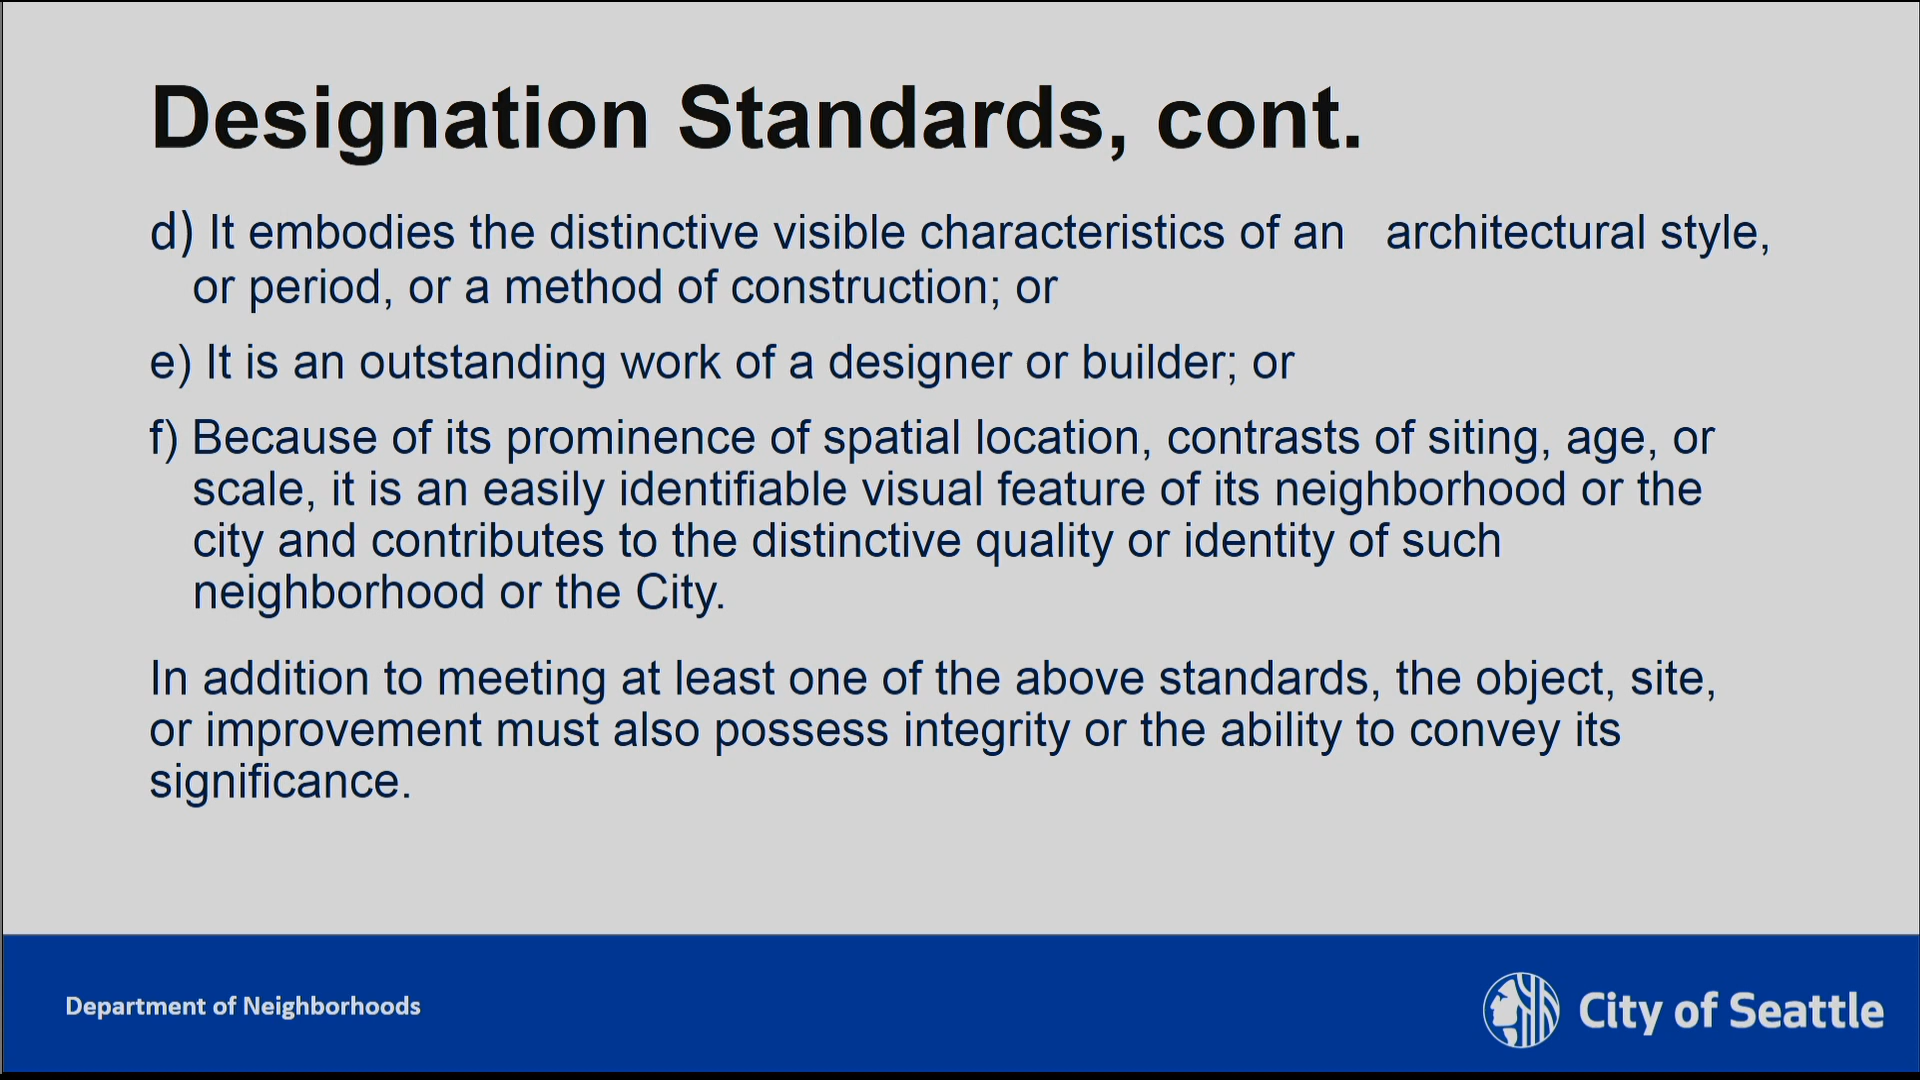 Designation Standards, cont.
d) It embodies the distinctive visible characteristics of an architectural style,
or period, or a method of construction; or
e) It is an outstanding work of a designer or builder; or
f) Because of its prominence of spatial location, contrasts of siting, age, or
scale, it is an easily identifiable visual feature of its neighborhood or the
city and contributes to the distinctive quality or identity of such
neighborhood or the City.
In addition to meeting at least one of the above standards, the object, site,
or improvement must also possess integrity or the ability to convey its
significance.
Department of Neighborhoods
City of Seattle